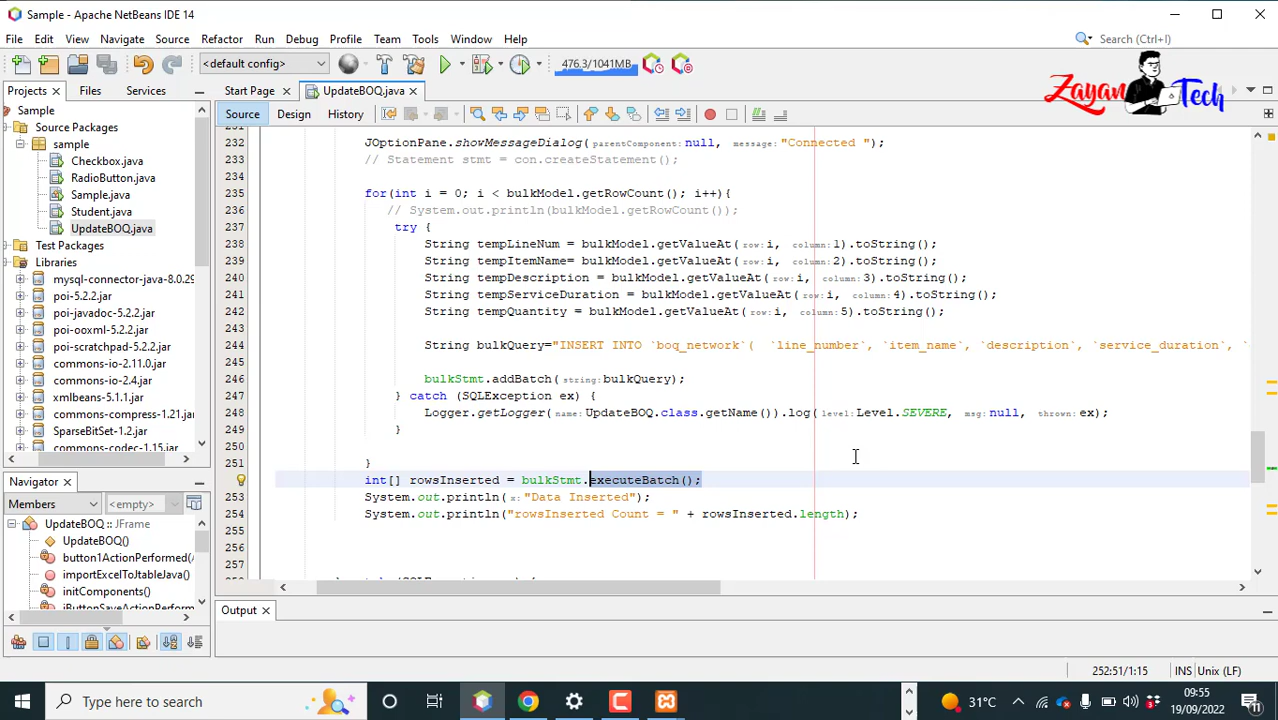 Sample - Apache NetBeans IDE 14
File Edit View Navigate Source Refactor Run Debug Profile Team Tools Window Help
Search (Ctrl+I)
<default config>
476.3/1041MB
Zayan Tech
Projects Files Services
Start Page UpdateBOQ.java
Source Design History
Sample
Source Packages
sample
Checkbox.java
RadioButton.java
Sample.java
Student.java
UpdateBOQ.java
Test Packages
Libraries
mysql-connector-java-8.0.29
poi-5.2.2.jar
poi-javadoc-5.2.2.jar
poi-ooxml-5.2.2.jar
poi-scratchpad-5.2.2.jar
commons-io-2.11.0.jar
commons-io-2.4.jar
xmlbeans-5.1.1.jar
commons-compress-1.21.jar
SparseBitSet-1.2.jar
commons-codec-1.15.jar
231
232 JOptionPane.showMessageDialog(parentComponent:null, message:"Connected ");
233 // Statement stmt = con.createStatement();
234
235 for(int i = 0; i < bulkModel.getRowCount(); i++){
236 // System.out.println(bulkModel.getRowCount());
237 try {
238 String tempLineNum = bulkModel.getValueAt(row:i, column:1).toString();
239 String tempItemName= bulkModel.getValueAt(row:i, column:2).toString();
240 String tempDescription = bulkModel.getValueAt(row:i, column:3).toString();
241 String tempServiceDuration = bulkModel.getValueAt(row:i, column:4).toString();
242 String tempQuantity = bulkModel.getValueAt(row:i, column:5).toString();
243
244 String bulkQuery="INSERT INTO `boq_network`( `line_number`, `item_name`, `description`, `service_duration`,
245
246 bulkStmt.addBatch(string:bulkQuery);
247 } catch (SQLException ex) {
248 Logger.getLogger(name:UpdateBOQ.class.getName()).log(level:Level.SEVERE, msg:null, thrown:ex);
249 }
250
251 }
int[] rowsInserted = bulkStmt.executeBatch();
253 System.out.println(x:"Data Inserted");
254 System.out.println("rowsInserted Count = " + rowsInserted.length);
255
256
257
Navigator
Members <empty>
UpdateBOQ :: JFrame
UpdateBOQ()
button1ActionPerformed(
importExcelToJtableJava()
initComponents()
jButtonSaveActionPerform
Output
252:51/1:15 INS Unix (LF)
Type here to search
31°C
09:55
19/09/2022
11